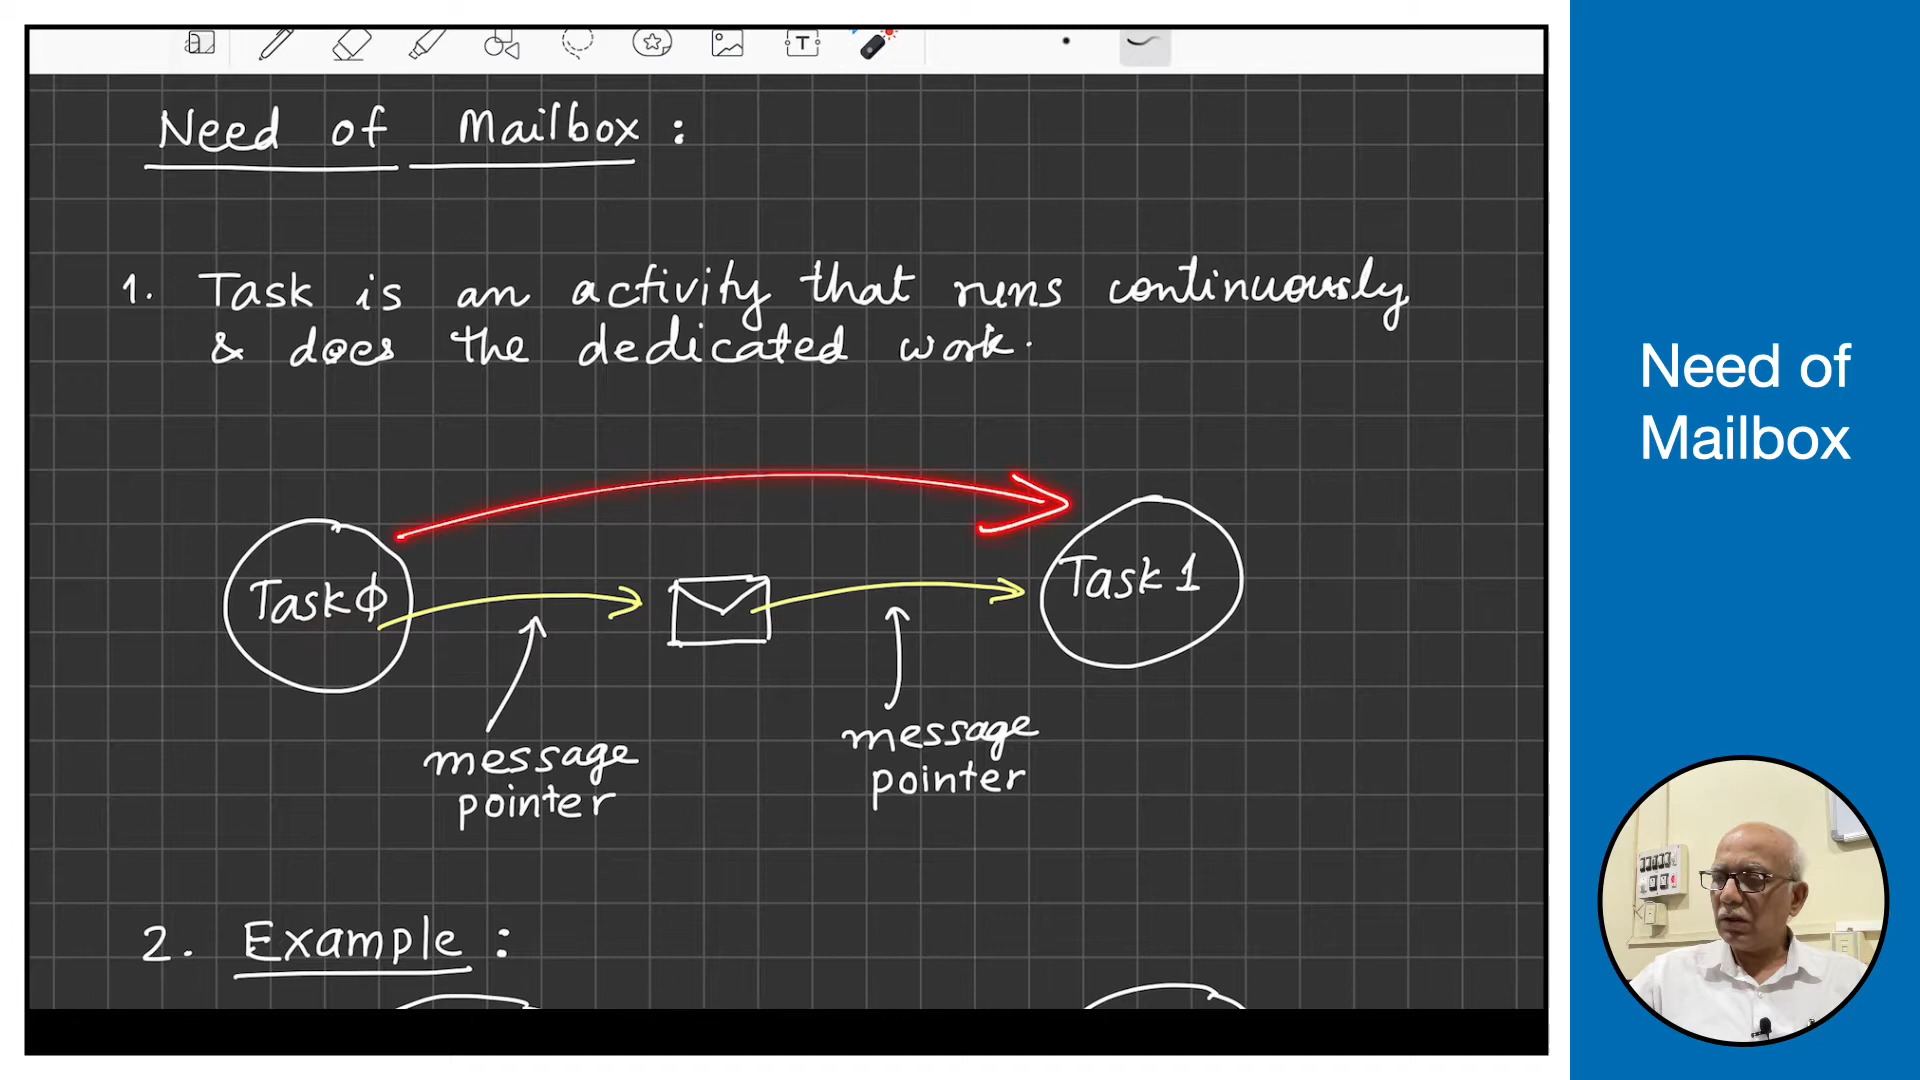 Need of Mailbox :
1. Task is an activity that runs continuously
& does the dedicated work.
Task ϕ
Task 1
message
pointer
message
pointer
2. Example :
Need of
Mailbox